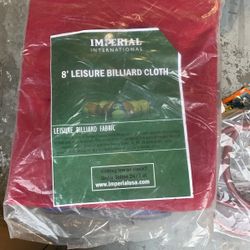 IMPERIAL
INTERNATIONAL
8' LEISURE BILLIARD CLOTH
LEISURE BILLIARD FABRIC
www.imperialusa.com